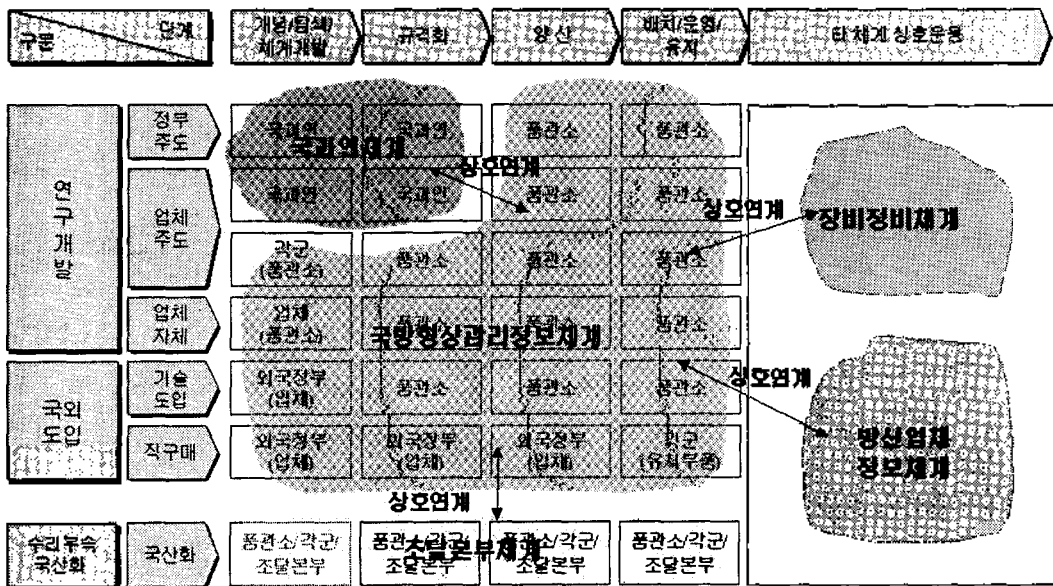 단계
구분
개념/탐색/
체계개발
규격화
양 산
배치/운영/
유지
타 체계 상호운용
연구개발
정부
주도
국과연
국과연
품관소
품관소
국과연체계
상호연계
업체
주도
국과연
국과연
품관소
품관소
상호연계
장비정비체계
각군
(품관소)
품관소
품관소
품관소
업체
자체
업체
(품관소)
품관소
품관소
국방형상관리정보체계
국외
도입
기술
도입
외국정부
(업체)
품관소
품관소
품관소
상호연계
방산업체
정보체계
직구매
외국정부
(업체)
외국정부
(업체)
외국정부
(업체)
각군
(유지부품)
상호연계
수리부속
국산화
국산화
품관소/각군/
조달본부
품관소/각군/
조달본부
품관소/각군/
조달본부
품관소/각군/
조달본부
조달본부체계